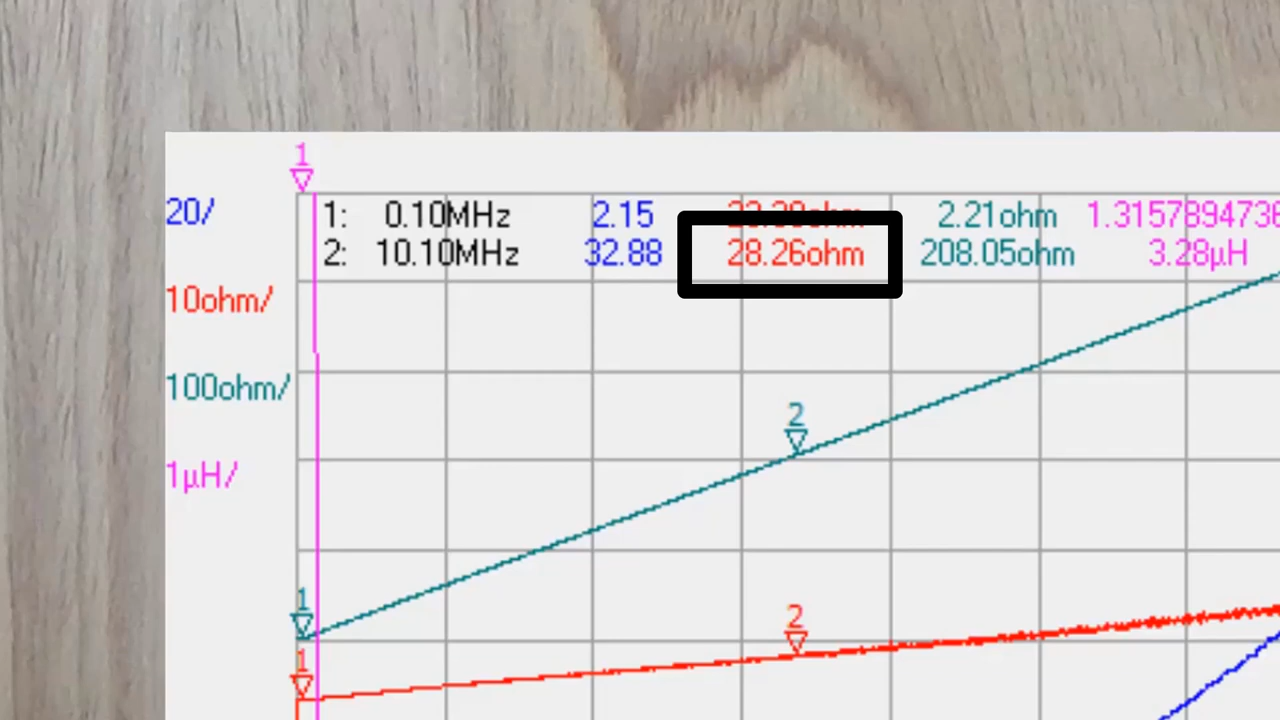 1
20/ 1: 0.10MHz 2.15 2.21ohm
2: 10.10MHz 32.88 28.26ohm 208.05ohm 3.28µH
10ohm/
100ohm/
2
1µH/
1
2
1